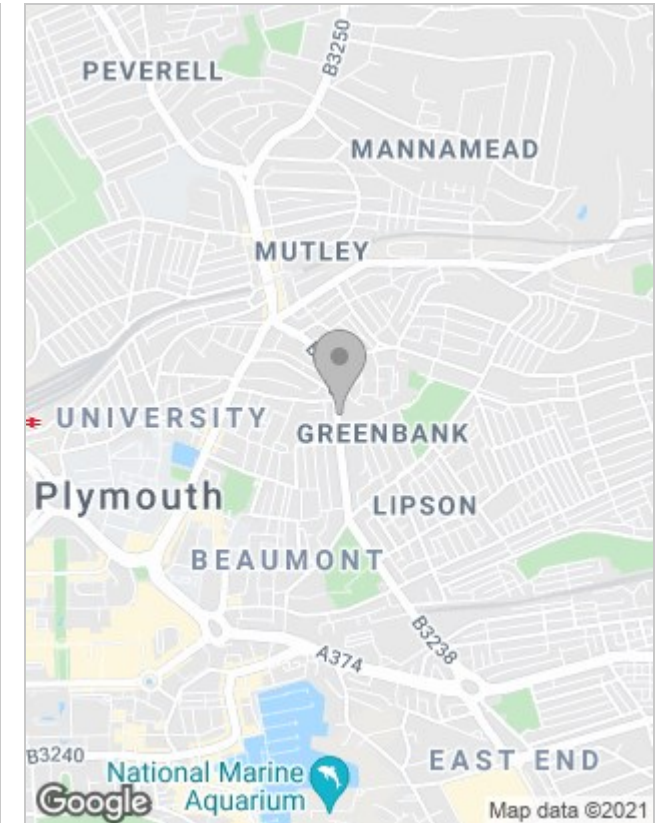 B3250
PEVERELL
MANNAMEAD
MUTLEY
UNIVERSITY
GREENBANK
Plymouth
LIPSON
BEAUMONT
B3238
A374
B3240
EAST END
National Marine
Aquarium
Google
Map data ©2021